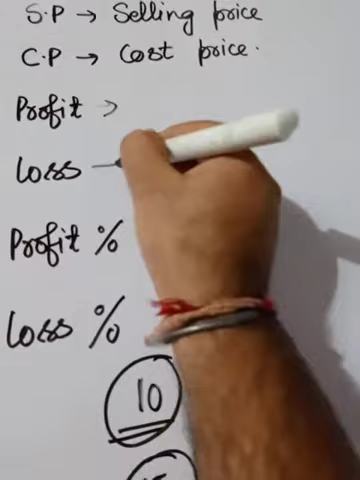 S.P → Selling price
C.P → Cost price.
Profit →
Loss —
Profit %
Loss %
10